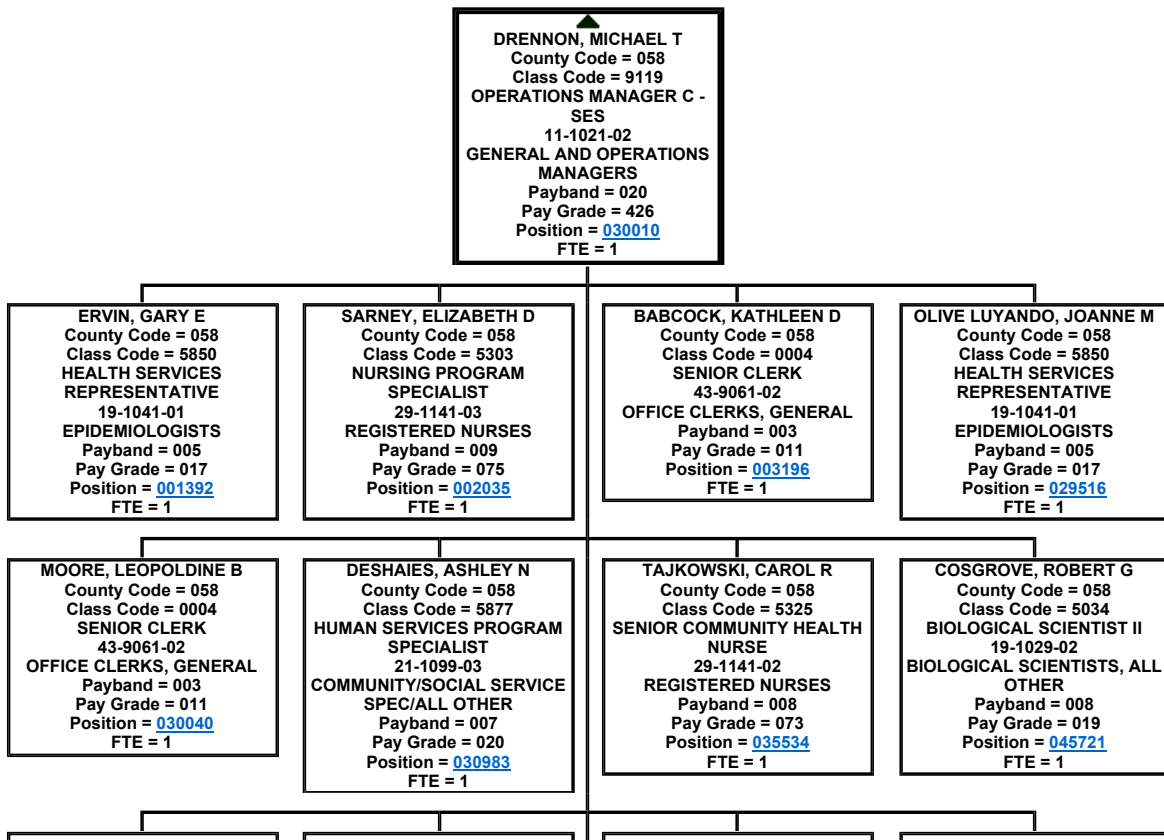 DRENNON, MICHAEL T
County Code = 058
Class Code = 9119
OPERATIONS MANAGER C -
SES
11-1021-02
GENERAL AND OPERATIONS
MANAGERS
Payband = 020
Pay Grade = 426
Position = 030010
FTE = 1
ERVIN, GARY E
County Code = 058
Class Code = 5850
HEALTH SERVICES
REPRESENTATIVE
19-1041-01
EPIDEMIOLOGISTS
Payband = 005
Pay Grade = 017
Position = 001392
FTE = 1
SARNEY, ELIZABETH D
County Code = 058
Class Code = 5303
NURSING PROGRAM
SPECIALIST
29-1141-03
REGISTERED NURSES
Payband = 009
Pay Grade = 075
Position = 002035
FTE = 1
BABCOCK, KATHLEEN D
County Code = 058
Class Code = 0004
SENIOR CLERK
43-9061-02
OFFICE CLERKS, GENERAL
Payband = 003
Pay Grade = 011
Position = 003196
FTE = 1
OLIVE LUYANDO, JOANNE M
County Code = 058
Class Code = 5850
HEALTH SERVICES
REPRESENTATIVE
19-1041-01
EPIDEMIOLOGISTS
Payband = 005
Pay Grade = 017
Position = 029516
FTE = 1
MOORE, LEOPOLDINE B
County Code = 058
Class Code = 0004
SENIOR CLERK
43-9061-02
OFFICE CLERKS, GENERAL
Payband = 003
Pay Grade = 011
Position = 030040
FTE = 1
DESHAIES, ASHLEY N
County Code = 058
Class Code = 5877
HUMAN SERVICES PROGRAM
SPECIALIST
21-1099-03
COMMUNITY/SOCIAL SERVICE
SPEC/ALL OTHER
Payband = 007
Pay Grade = 020
Position = 030983
FTE = 1
TAJKOWSKI, CAROL R
County Code = 058
Class Code = 5325
SENIOR COMMUNITY HEALTH
NURSE
29-1141-02
REGISTERED NURSES
Payband = 008
Pay Grade = 073
Position = 035534
FTE = 1
COSGROVE, ROBERT G
County Code = 058
Class Code = 5034
BIOLOGICAL SCIENTIST II
19-1029-02
BIOLOGICAL SCIENTISTS, ALL
OTHER
Payband = 008
Pay Grade = 019
Position = 045721
FTE = 1